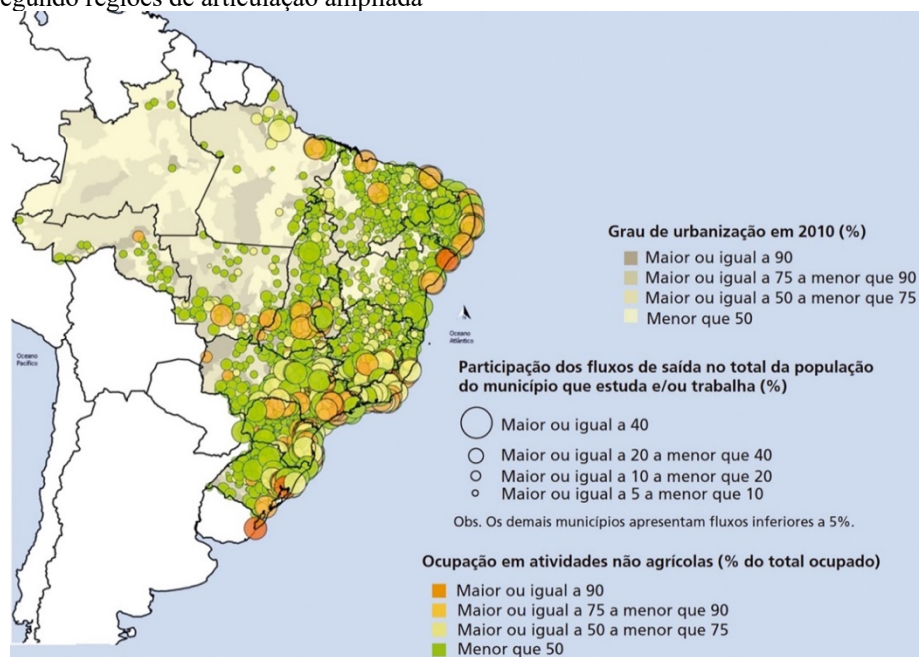 egundo regiões de articulação ampliada
Grau de urbanização em 2010 (%)
Maior ou igual a 90
Maior ou igual a 75 a menor que 90
Maior ou igual a 50 a menor que 75
Menor que 50
Oceano
Atlântico
Oceano
Pacífico
Participação dos fluxos de saída no total da população
do município que estuda e/ou trabalha (%)
Maior ou igual a 40
Maior ou igual a 20 a menor que 40
Maior ou igual a 10 a menor que 20
Maior ou igual a 5 a menor que 10
Obs. Os demais municípios apresentam fluxos inferiores a 5%.
Ocupação em atividades não agrícolas (% do total ocupado)
Maior ou igual a 90
Maior ou igual a 75 a menor que 90
Maior ou igual a 50 a menor que 75
Menor que 50